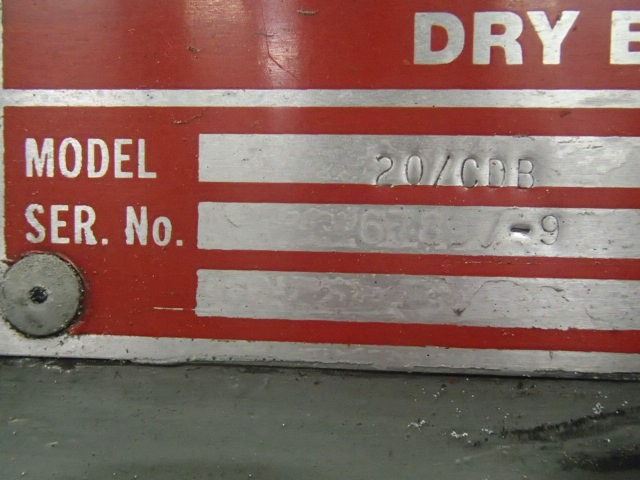 DRY E
MODEL 20/CDB
SER. No.